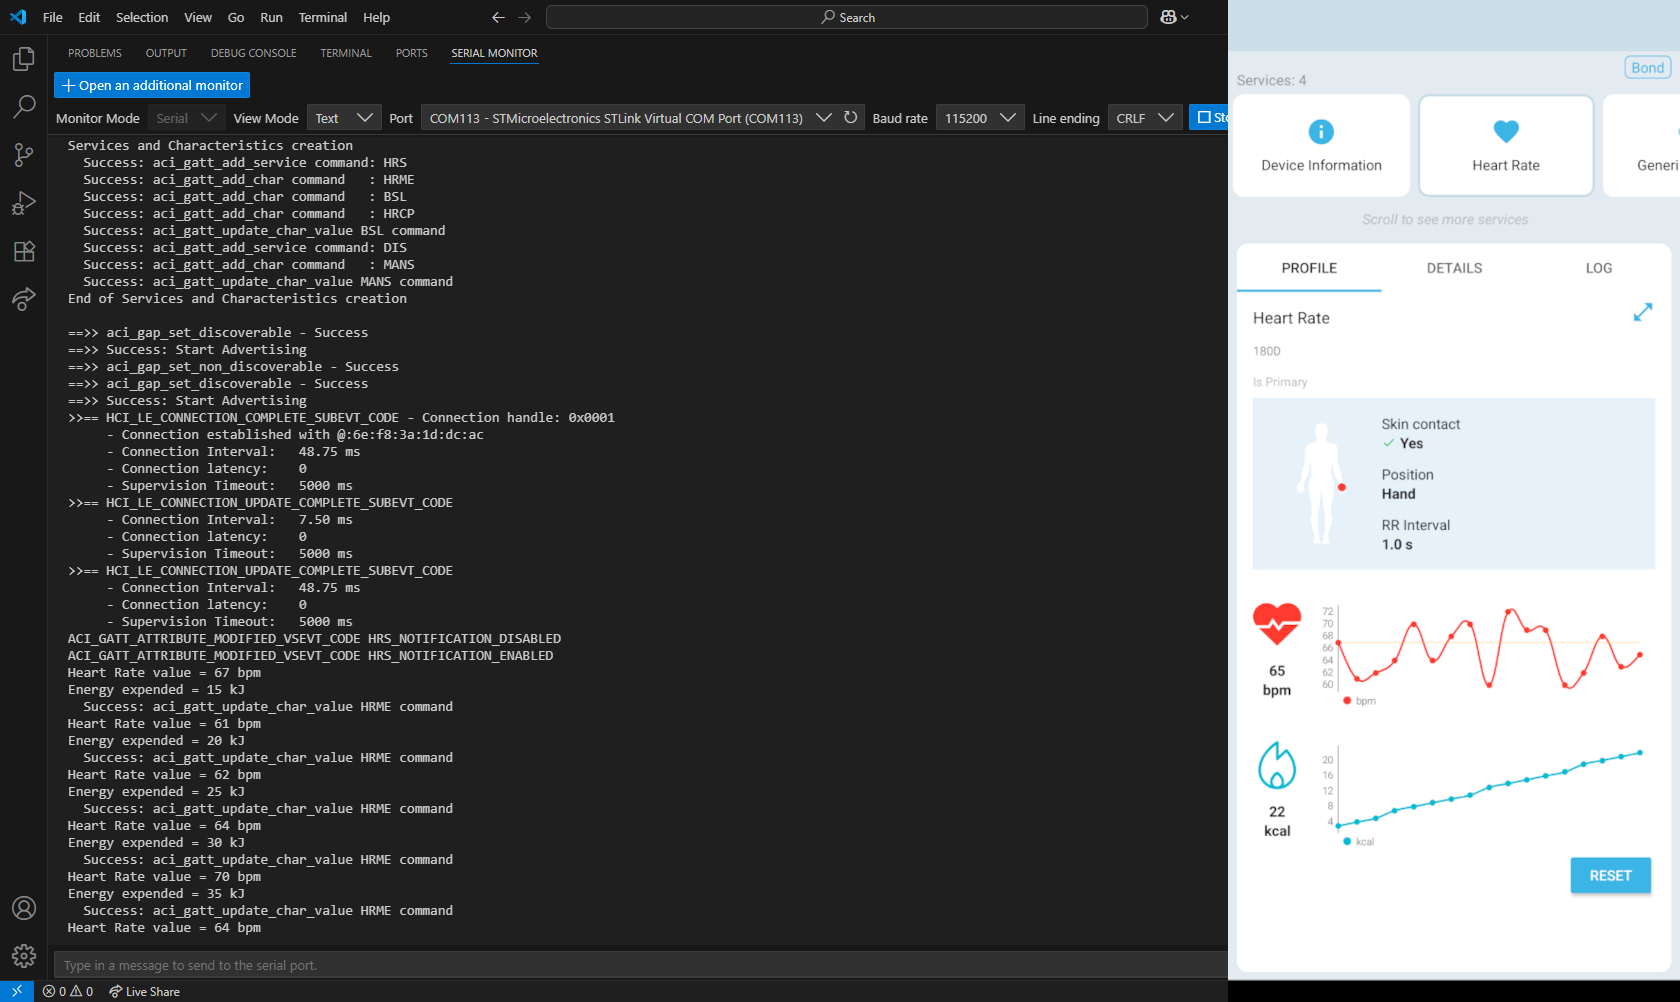 File Edit Selection View Go Run Terminal Help
Search
PROBLEMS OUTPUT DEBUG CONSOLE TERMINAL PORTS SERIAL MONITOR
Open an additional monitor
Monitor Mode Serial View Mode Text Port COM113 - STMicroelectronics STLink Virtual COM Port (COM113) Baud rate 115200 Line ending CRLF Sto
Services and Characteristics creation
Success: aci_gatt_add_service command: HRS
Success: aci_gatt_add_char command   : HRME
Success: aci_gatt_add_char command   : BSL
Success: aci_gatt_add_char command   : HRCP
Success: aci_gatt_update_char_value BSL command
Success: aci_gatt_add_service command: DIS
Success: aci_gatt_add_char command   : MANS
Success: aci_gatt_update_char_value MANS command
End of Services and Characteristics creation
==>> aci_gap_set_discoverable - Success
==>> Success: Start Advertising
==>> aci_gap_set_non_discoverable - Success
==>> aci_gap_set_discoverable - Success
==>> Success: Start Advertising
>>== HCI_LE_CONNECTION_COMPLETE_SUBEVT_CODE - Connection handle: 0x0001
- Connection established with @:6e:f8:3a:1d:dc:ac
- Connection Interval:   48.75 ms
- Connection latency:    0
- Supervision Timeout:   5000 ms
>>== HCI_LE_CONNECTION_UPDATE_COMPLETE_SUBEVT_CODE
- Connection Interval:   7.50 ms
- Connection latency:    0
- Supervision Timeout:   5000 ms
>>== HCI_LE_CONNECTION_UPDATE_COMPLETE_SUBEVT_CODE
- Connection Interval:   48.75 ms
- Connection latency:    0
- Supervision Timeout:   5000 ms
ACI_GATT_ATTRIBUTE_MODIFIED_VSEVT_CODE HRS_NOTIFICATION_DISABLED
ACI_GATT_ATTRIBUTE_MODIFIED_VSEVT_CODE HRS_NOTIFICATION_ENABLED
Heart Rate value = 67 bpm
Energy expended = 15 kJ
Success: aci_gatt_update_char_value HRME command
Heart Rate value = 61 bpm
Energy expended = 20 kJ
Success: aci_gatt_update_char_value HRME command
Heart Rate value = 62 bpm
Energy expended = 25 kJ
Success: aci_gatt_update_char_value HRME command
Heart Rate value = 64 bpm
Energy expended = 30 kJ
Success: aci_gatt_update_char_value HRME command
Heart Rate value = 70 bpm
Energy expended = 35 kJ
Success: aci_gatt_update_char_value HRME command
Heart Rate value = 64 bpm
Type in a message to send to the serial port.
0 0 Live Share
Bond
Services: 4
Device Information
Heart Rate
Generi
Scroll to see more services
PROFILE DETAILS LOG
Heart Rate
180D
Is Primary
Skin contact
Yes
Position
Hand
RR Interval
1.0 s
65
bpm
72
70
68
66
64
62
60
bpm
22
kcal
20
16
12
8
4
kcal
RESET